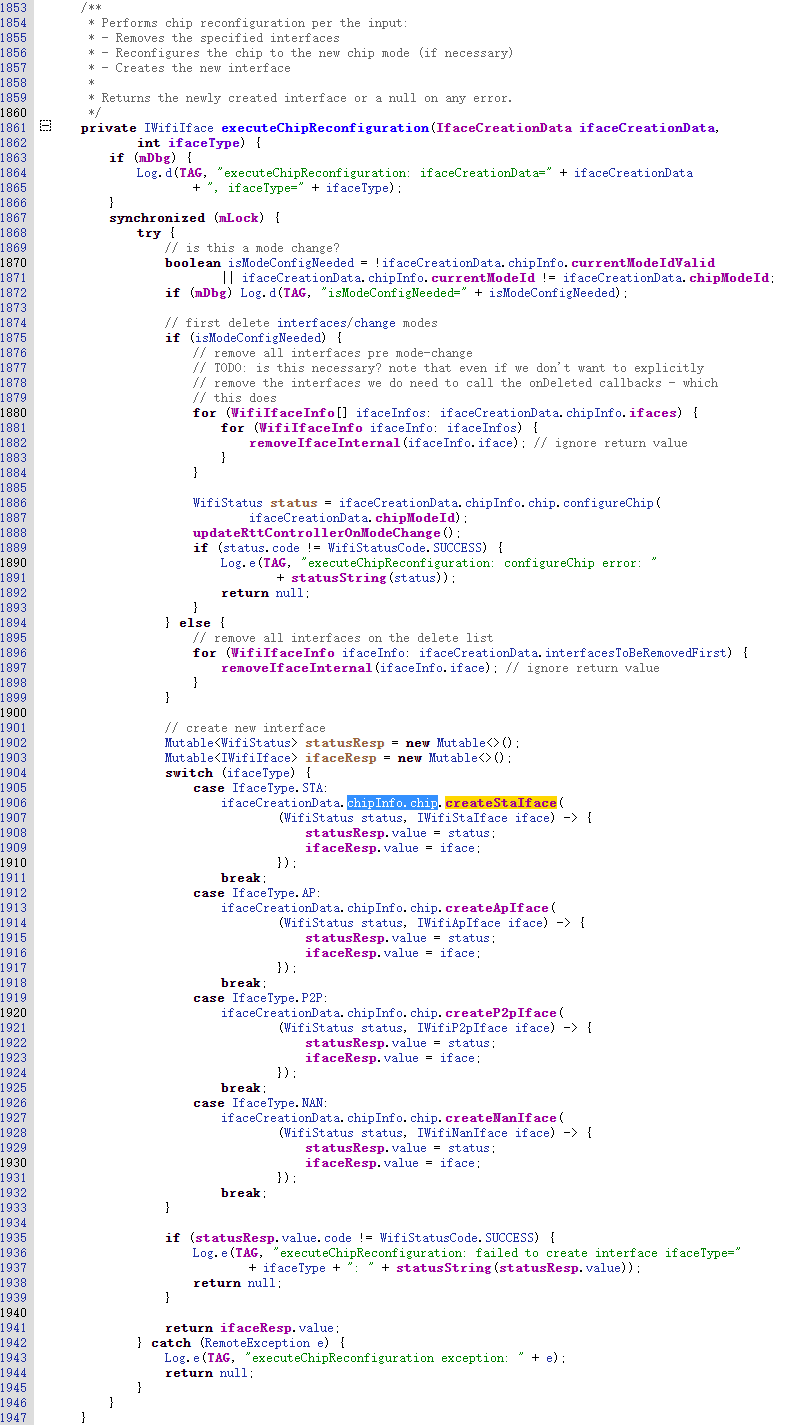 1853 /**
1854 * Performs chip reconfiguration per the input:
1855 * - Removes the specified interfaces
1856 * - Reconfigures the chip to the new chip mode (if necessary)
1857 * - Creates the new interface
1858 *
1859 * Returns the newly created interface or a null on any error.
1860 */
1861 private IWifiIface executeChipReconfiguration(IfaceCreationData ifaceCreationData,
1862 int ifaceType) {
1863 if (mDbg) {
1864 Log.d(TAG, "executeChipReconfiguration: ifaceCreationData=" + ifaceCreationData
1865 + ", ifaceType=" + ifaceType);
1866 }
1867 synchronized (mLock) {
1868 try {
1869 // is this a mode change?
1870 boolean isModeConfigNeeded = !ifaceCreationData.chipInfo.currentModeIdValid
1871 || ifaceCreationData.chipInfo.currentModeId != ifaceCreationData.chipModeId;
1872 if (mDbg) Log.d(TAG, "isModeConfigNeeded=" + isModeConfigNeeded);
1873
1874 // first delete interfaces/change modes
1875 if (isModeConfigNeeded) {
1876 // remove all interfaces pre mode-change
1877 // TODO: is this necessary? note that even if we don't want to explicitly
1878 // remove the interfaces we do need to call the onDeleted callbacks - which
1879 // this does
1880 for (WifiIfaceInfo[] ifaceInfos: ifaceCreationData.chipInfo.ifaces) {
1881 for (WifiIfaceInfo ifaceInfo: ifaceInfos) {
1882 removeIfaceInternal(ifaceInfo.iface); // ignore return value
1883 }
1884 }
1885
1886 WifiStatus status = ifaceCreationData.chipInfo.chip.configureChip(
1887 ifaceCreationData.chipModeId);
1888 updateRttControllerOnModeChange();
1889 if (status.code != WifiStatusCode.SUCCESS) {
1890 Log.e(TAG, "executeChipReconfiguration: configureChip error: "
1891 + statusString(status));
1892 return null;
1893 }
1894 } else {
1895 // remove all interfaces on the delete list
1896 for (WifiIfaceInfo ifaceInfo: ifaceCreationData.interfacesToBeRemovedFirst) {
1897 removeIfaceInternal(ifaceInfo.iface); // ignore return value
1898 }
1899 }
1900
1901 // create new interface
1902 Mutable<WifiStatus> statusResp = new Mutable<>();
1903 Mutable<IWifiIface> ifaceResp = new Mutable<>();
1904 switch (ifaceType) {
1905 case IfaceType.STA:
1906 ifaceCreationData.chipInfo.chip.createStaIface(
1907 (WifiStatus status, IWifiStaIface iface) -> {
1908 statusResp.value = status;
1909 ifaceResp.value = iface;
1910 });
1911 break;
1912 case IfaceType.AP:
1913 ifaceCreationData.chipInfo.chip.createApIface(
1914 (WifiStatus status, IWifiApIface iface) -> {
1915 statusResp.value = status;
1916 ifaceResp.value = iface;
1917 });
1918 break;
1919 case IfaceType.P2P:
1920 ifaceCreationData.chipInfo.chip.createP2pIface(
1921 (WifiStatus status, IWifiP2pIface iface) -> {
1922 statusResp.value = status;
1923 ifaceResp.value = iface;
1924 });
1925 break;
1926 case IfaceType.NAN:
1927 ifaceCreationData.chipInfo.chip.createNanIface(
1928 (WifiStatus status, IWifiNanIface iface) -> {
1929 statusResp.value = status;
1930 ifaceResp.value = iface;
1931 });
1932 break;
1933 }
1934
1935 if (statusResp.value.code != WifiStatusCode.SUCCESS) {
1936 Log.e(TAG, "executeChipReconfiguration: failed to create interface ifaceType="
1937 + ifaceType + ": " + statusString(statusResp.value));
1938 return null;
1939 }
1940
1941 return ifaceResp.value;
1942 } catch (RemoteException e) {
1943 Log.e(TAG, "executeChipReconfiguration exception: " + e);
1944 return null;
1945 }
1946 }
1947 }